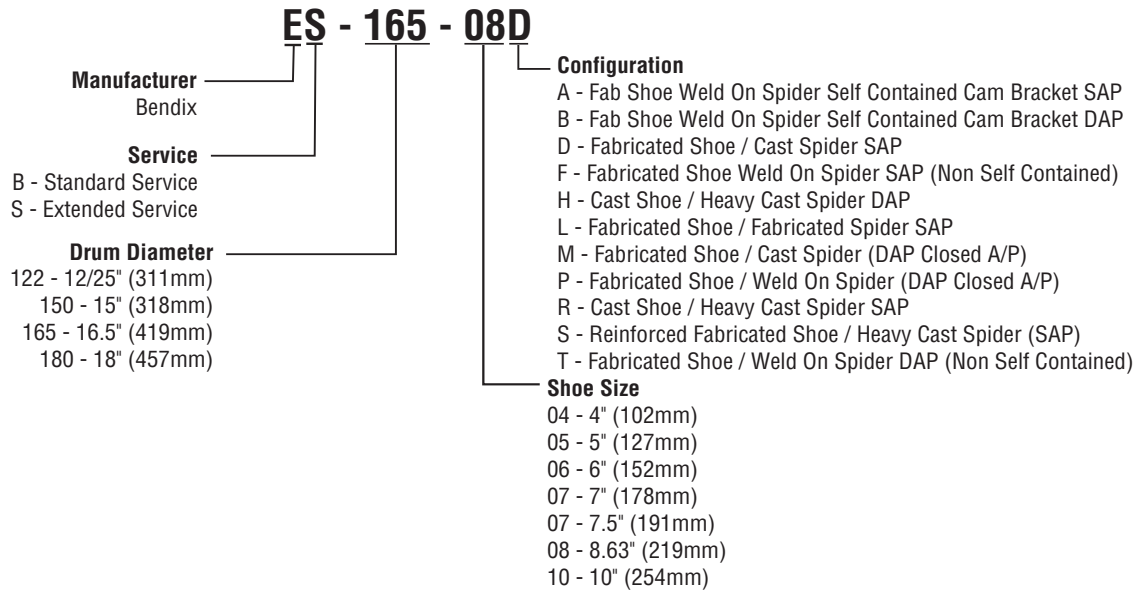 ES - 165 - 08D
Manufacturer
Bendix
Service
B - Standard Service
S - Extended Service
Drum Diameter
122 - 12/25" (311mm)
150 - 15" (318mm)
165 - 16.5" (419mm)
180 - 18" (457mm)
Configuration
A - Fab Shoe Weld On Spider Self Contained Cam Bracket SAP
B - Fab Shoe Weld On Spider Self Contained Cam Bracket DAP
D - Fabricated Shoe / Cast Spider SAP
F - Fabricated Shoe Weld On Spider SAP (Non Self Contained)
H - Cast Shoe / Heavy Cast Spider DAP
L - Fabricated Shoe / Fabricated Spider SAP
M - Fabricated Shoe / Cast Spider (DAP Closed A/P)
P - Fabricated Shoe / Weld On Spider (DAP Closed A/P)
R - Cast Shoe / Heavy Cast Spider SAP
S - Reinforced Fabricated Shoe / Heavy Cast Spider (SAP)
T - Fabricated Shoe / Weld On Spider DAP (Non Self Contained)
Shoe Size
04 - 4" (102mm)
05 - 5" (127mm)
06 - 6" (152mm)
07 - 7" (178mm)
07 - 7.5" (191mm)
08 - 8.63" (219mm)
10 - 10" (254mm)